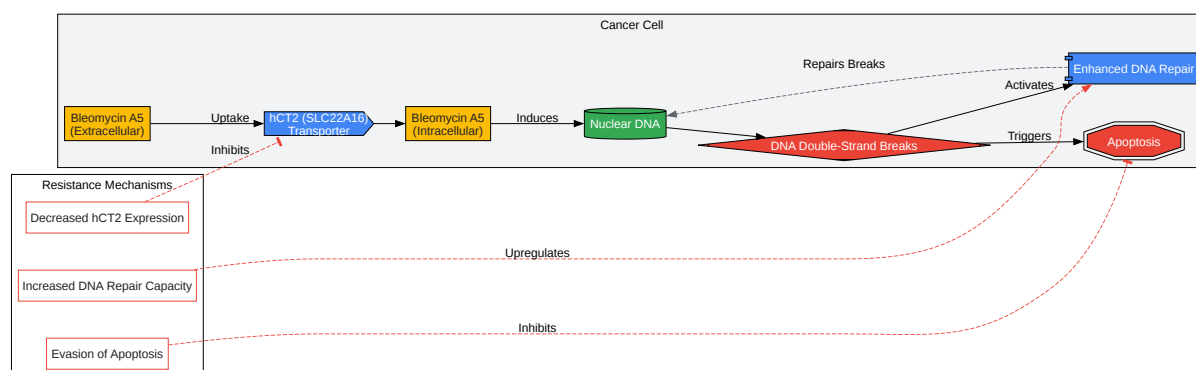 Cancer Cell
Repairs Breaks
Enhanced DNA Repair
Activates
Bleomycin A5
(Extracellular)
Uptake
hCT2 (SLC22A16)
Transporter
Bleomycin A5
(Intracellular)
Induces
Nuclear DNA
DNA Double-Strand Breaks
Triggers
Apoptosis
Inhibits
Resistance Mechanisms
Decreased hCT2 Expression
Upregulates
Increased DNA Repair Capacity
Inhibits
Evasion of Apoptosis